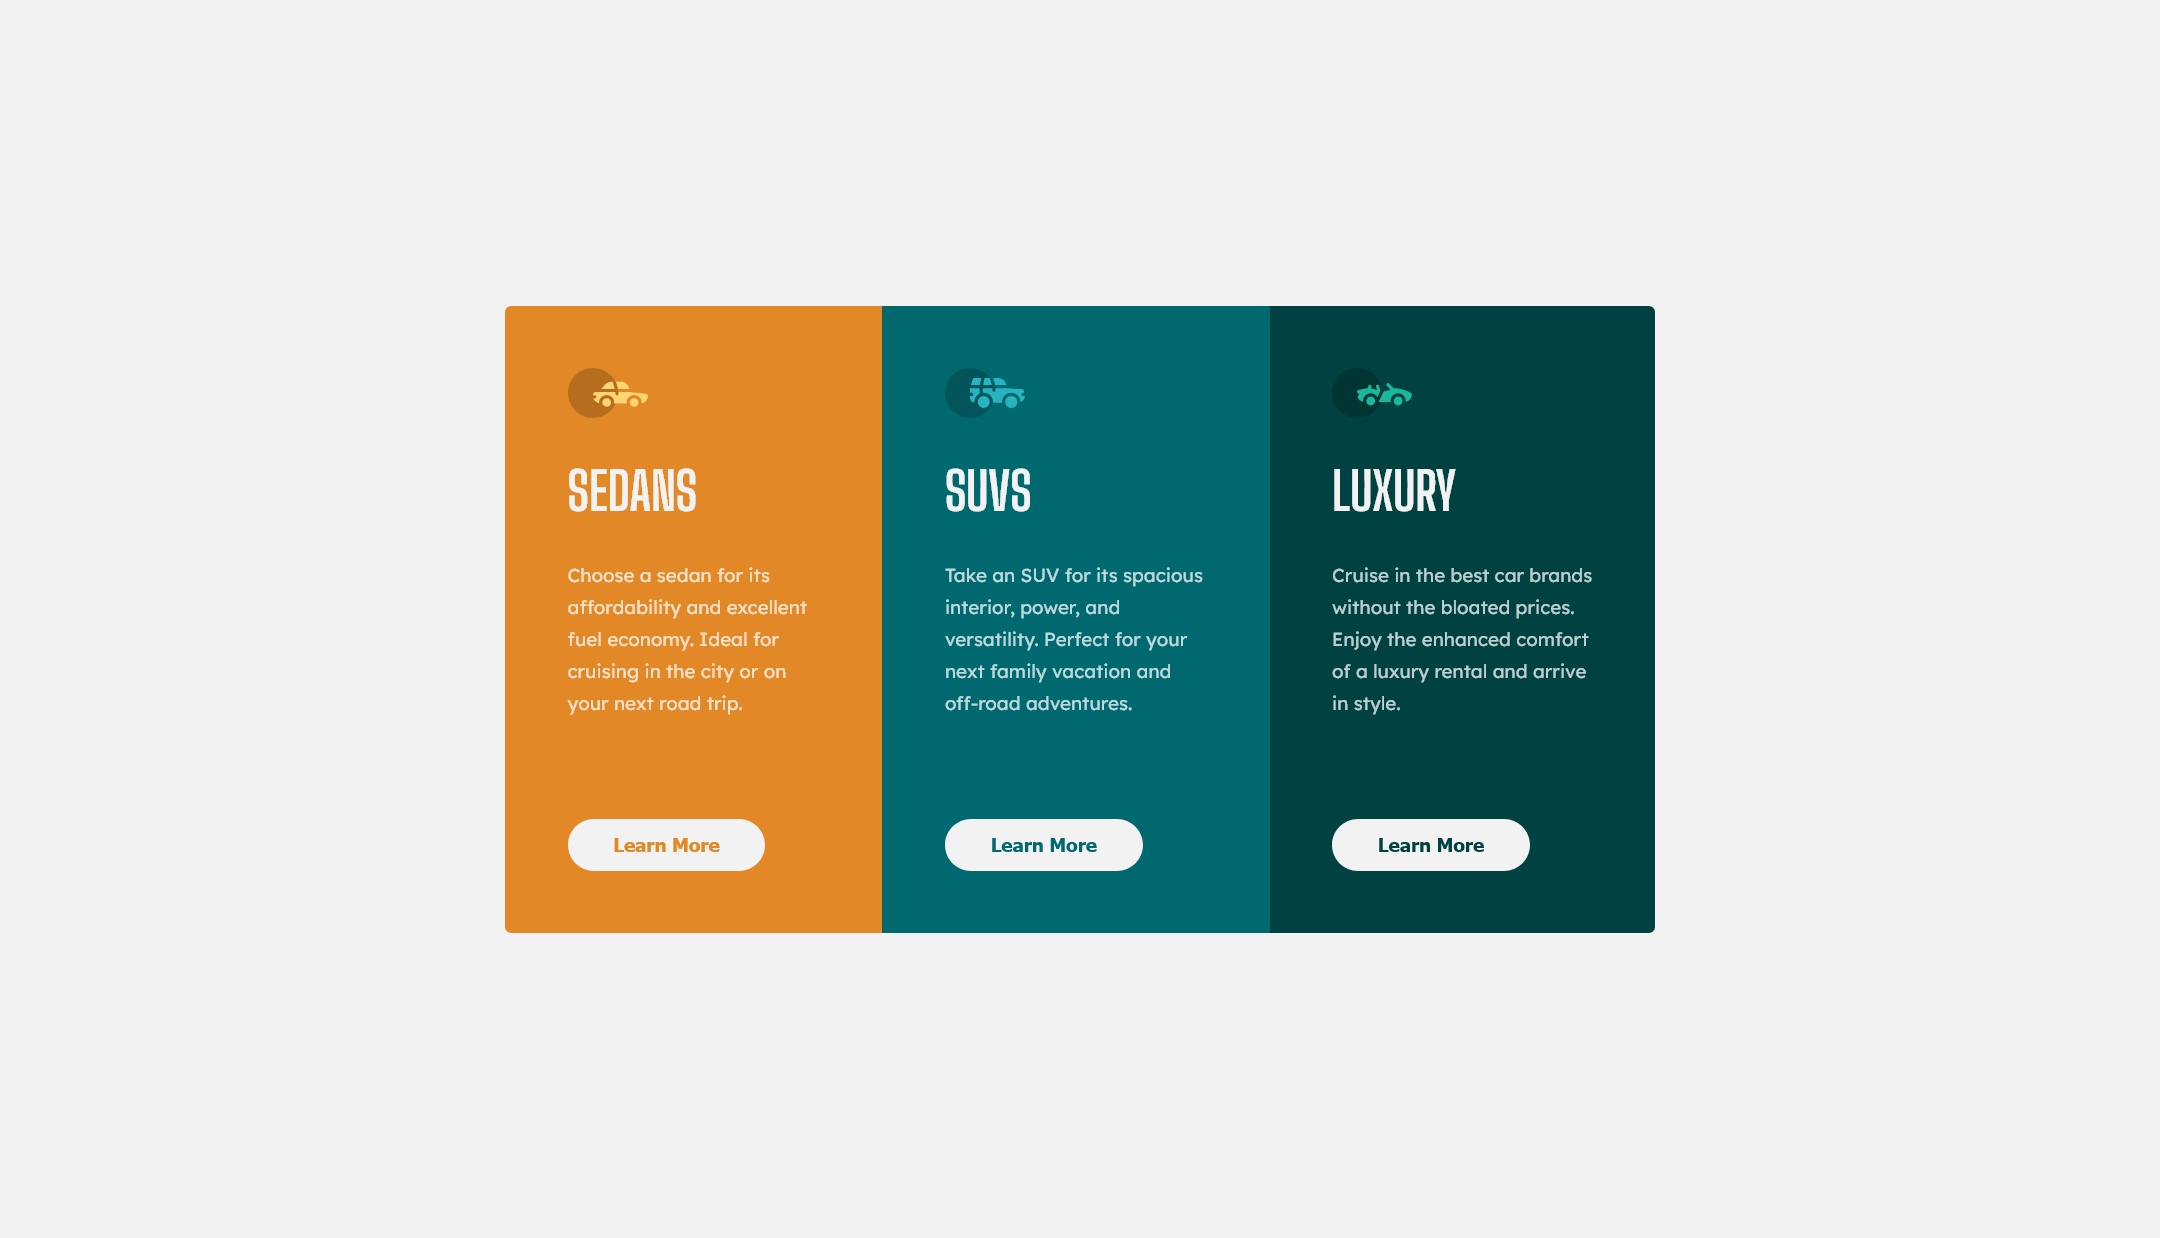 SEDANS
Choose a sedan for its
affordability and excellent
fuel economy. Ideal for
cruising in the city or on
your next road trip.
Learn More
SUVS
Take an SUV for its spacious
interior, power, and
versatility. Perfect for your
next family vacation and
off-road adventures.
Learn More
LUXURY
Cruise in the best car brands
without the bloated prices.
Enjoy the enhanced comfort
of a luxury rental and arrive
in style.
Learn More